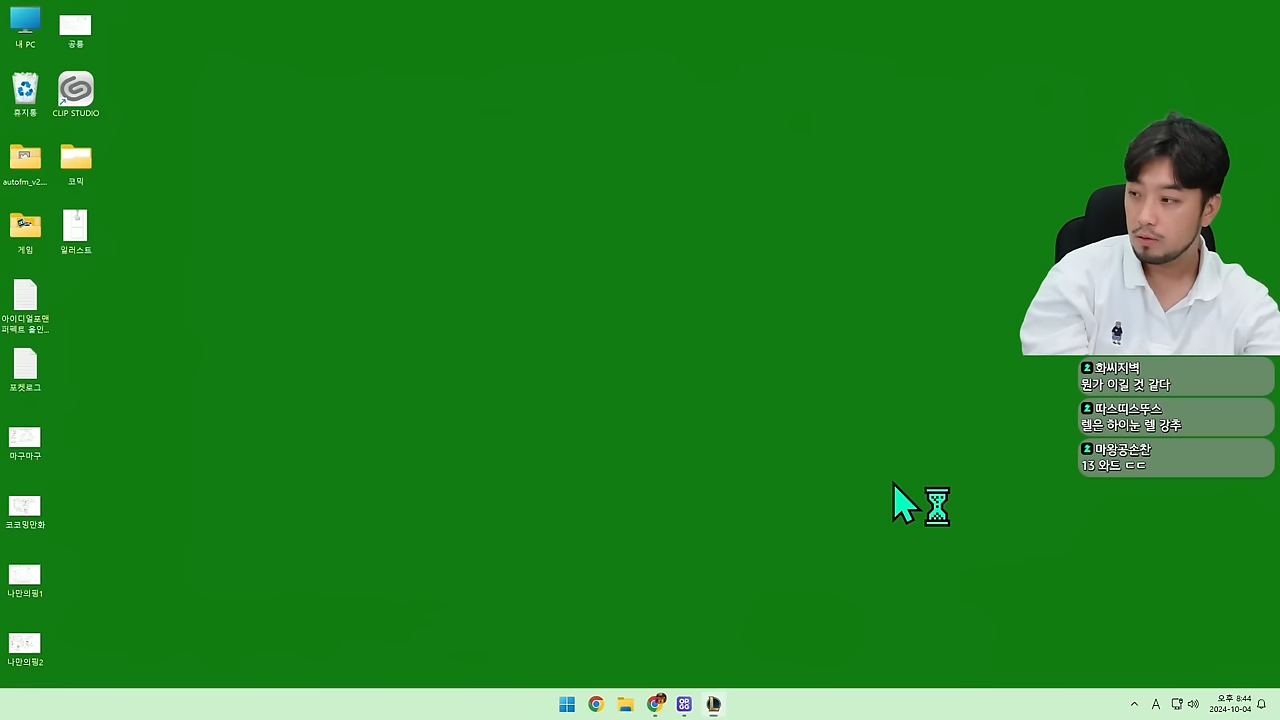 내 PC
공룡
휴지통
CLIP STUDIO
autofm_v2....
코믹
게임
일러스트
아이디얼포맨
퍼펙트 올인...
포켓로그
마구마구
코코밍만화
나만의핑1
나만의핑2
화씨지벽
뭔가 이길 것 같다
따스띠스뚜스
렐은 하이눈 렐 강추
마왕공손찬
13 와드 ㄷㄷ
A
오후 8:44
2024-10-04